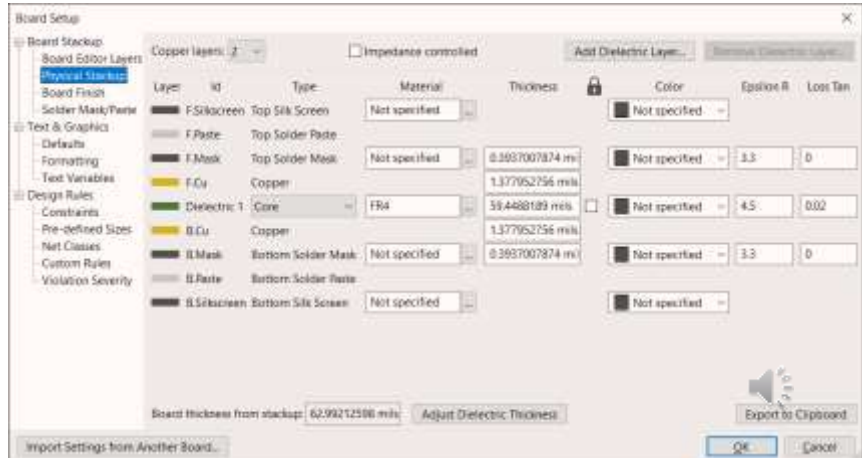 Board Setup
Board Stackup
Board Editor Layers
Physical Stackup
Board Finish
Solder Mask/Paste
Text & Graphics
Defaults
Formatting
Text Variables
Design Rules
Constraints
Pre-defined Sizes
Net Classes
Custom Rules
Violation Severity
Copper layers: 2 Impedance controlled Add Dielectric Layer... Remove Dielectric Layer...
Layer Id Type Material Thickness Color Epsilon R Loss Tan
F.Silkscreen Top Silk Screen Not specified ... Not specified
F.Paste Top Solder Paste
F.Mask Top Solder Mask Not specified ... 0.3937007874 mi Not specified 3.3 0
F.Cu Copper 1.377952756 mils
Dielectric 1 Core FR4 ... 59.4488189 mils Not specified 4.5 0.02
B.Cu Copper 1.377952756 mils
B.Mask Bottom Solder Mask Not specified ... 0.3937007874 mi Not specified 3.3 0
B.Paste Bottom Solder Paste
B.Silkscreen Bottom Silk Screen Not specified ... Not specified
Board thickness from stackup: 62.99212598 mils Adjust Dielectric Thickness Export to Clipboard
Import Settings from Another Board... OK Cancel